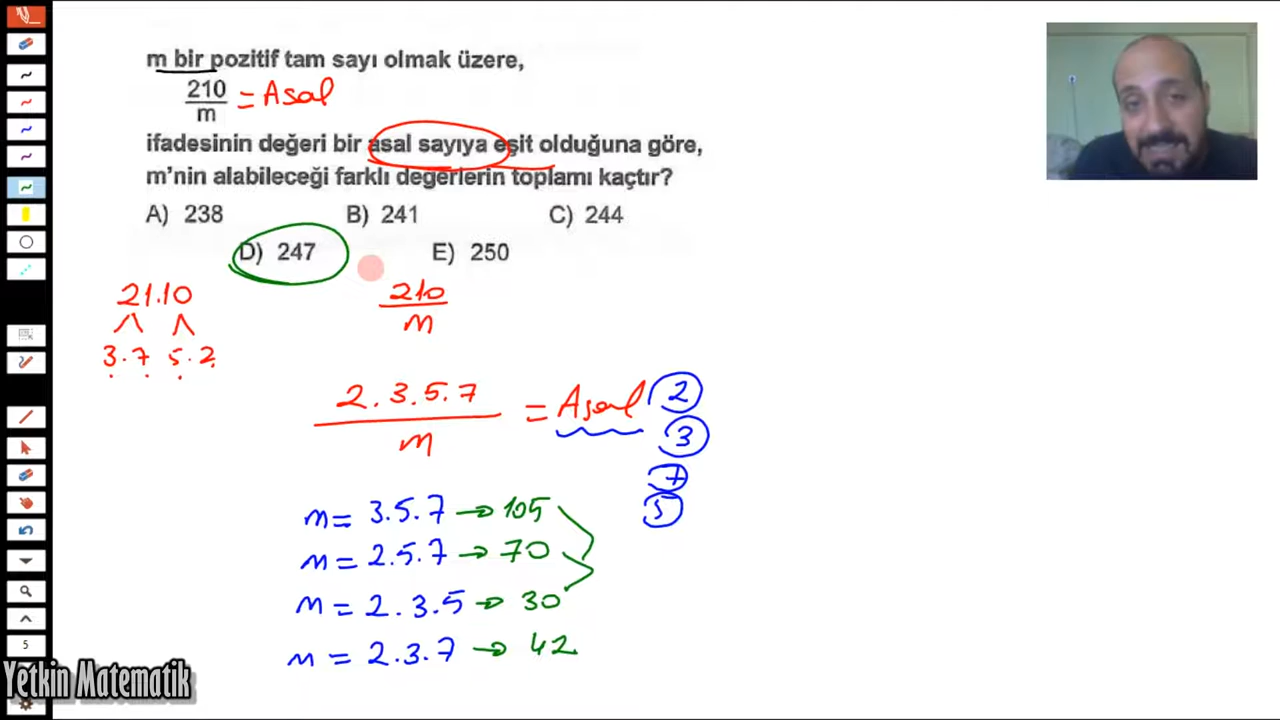 m bir pozitif tam sayı olmak üzere,
210
m
= Asal
ifadesinin değeri bir asal sayıya eşit olduğuna göre,
m'nin alabileceği farklı değerlerin toplamı kaçtır?
A) 238 B) 241 C) 244
D) 247 E) 250
21.10
3.7 5.2
210
m
2.3.5.7
m
= Asal
2
3
7
5
m = 3.5.7 → 105
m = 2.5.7 → 70
m = 2.3.5 → 30
m = 2.3.7 → 42
5
Yetkin Matematik